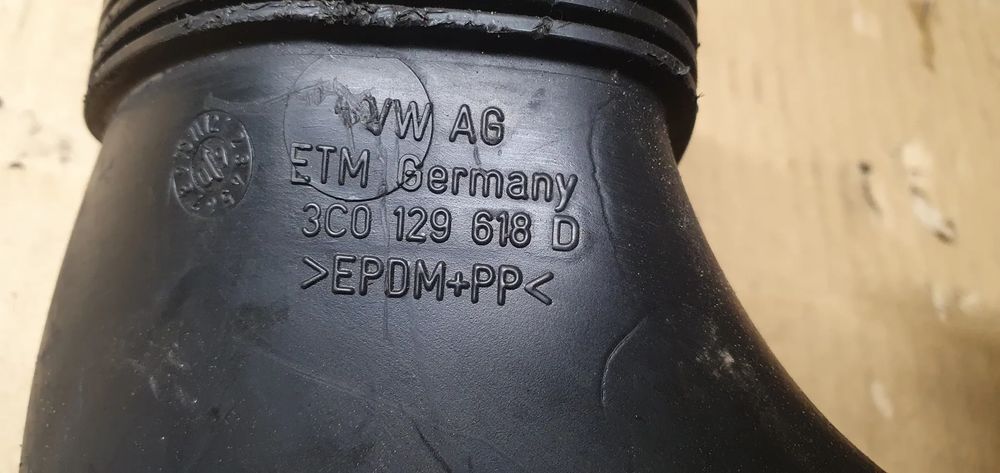 VW AG
ETM Germany
3C0 129 618 D
>EPDM+PP<